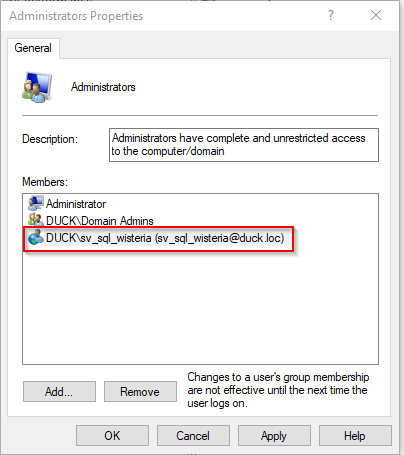 Administrators Properties
General
Administrators
Description:
Administrators have complete and unrestricted access
to the computer/domain
Members:
Administrator
DUCK\Domain Admins
DUCK\sv_sql_wisteria (sv_sql_wisteria@duck.loc)
Add...
Remove
Changes to a user's group membership
are not effective until the next time the
user logs on.
OK
Cancel
Apply
Help